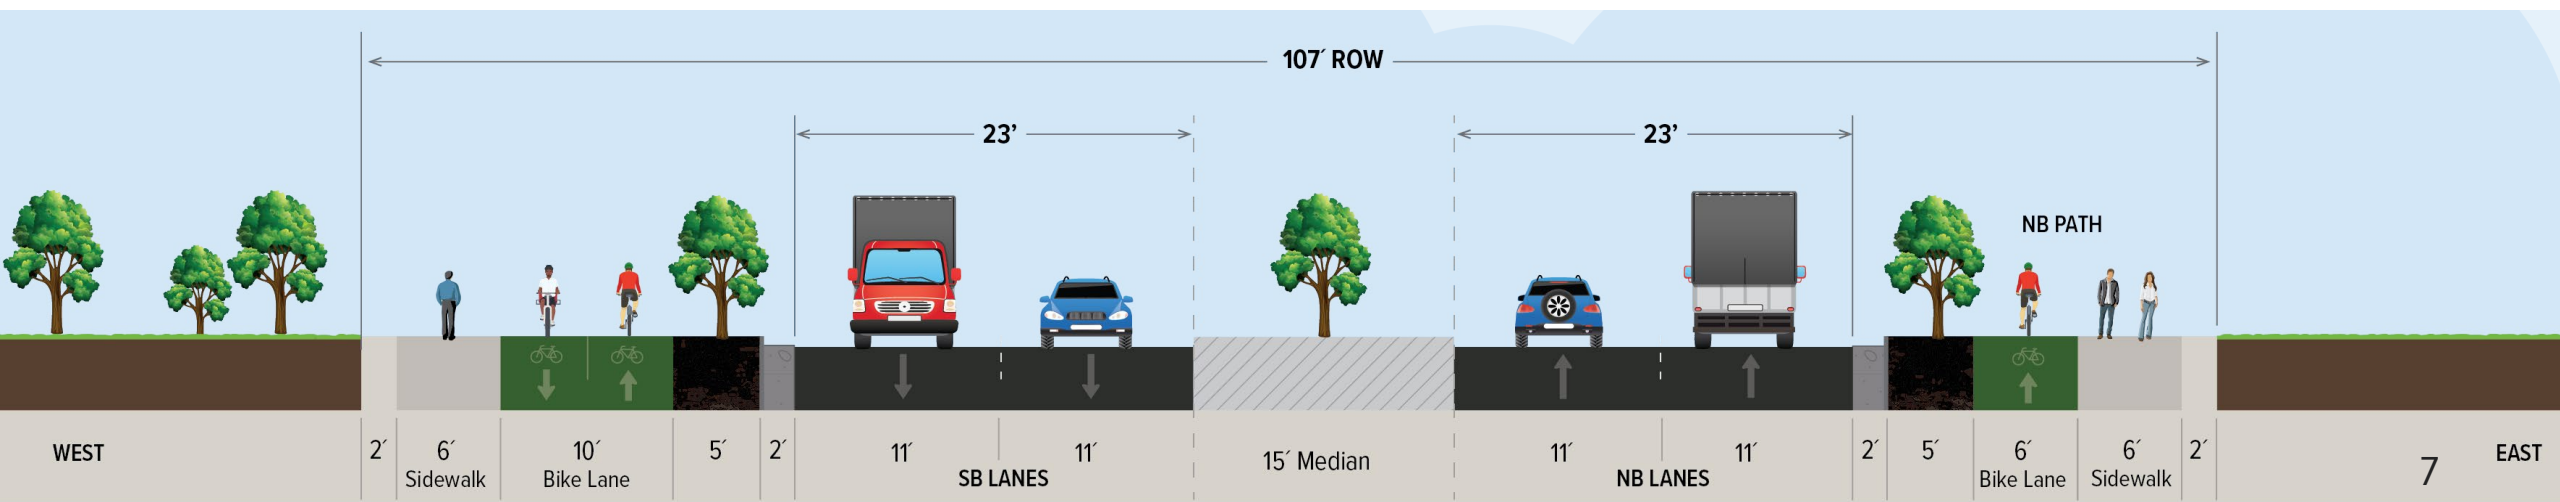 107′ ROW
23’
23’
NB PATH
WEST
2′
6′
Sidewalk
10′
Bike Lane
5′
2′
11′
11′
SB LANES
15′ Median
11′
11′
NB LANES
2′
5′
6′
Bike Lane
6′
Sidewalk
2′
7
EAST